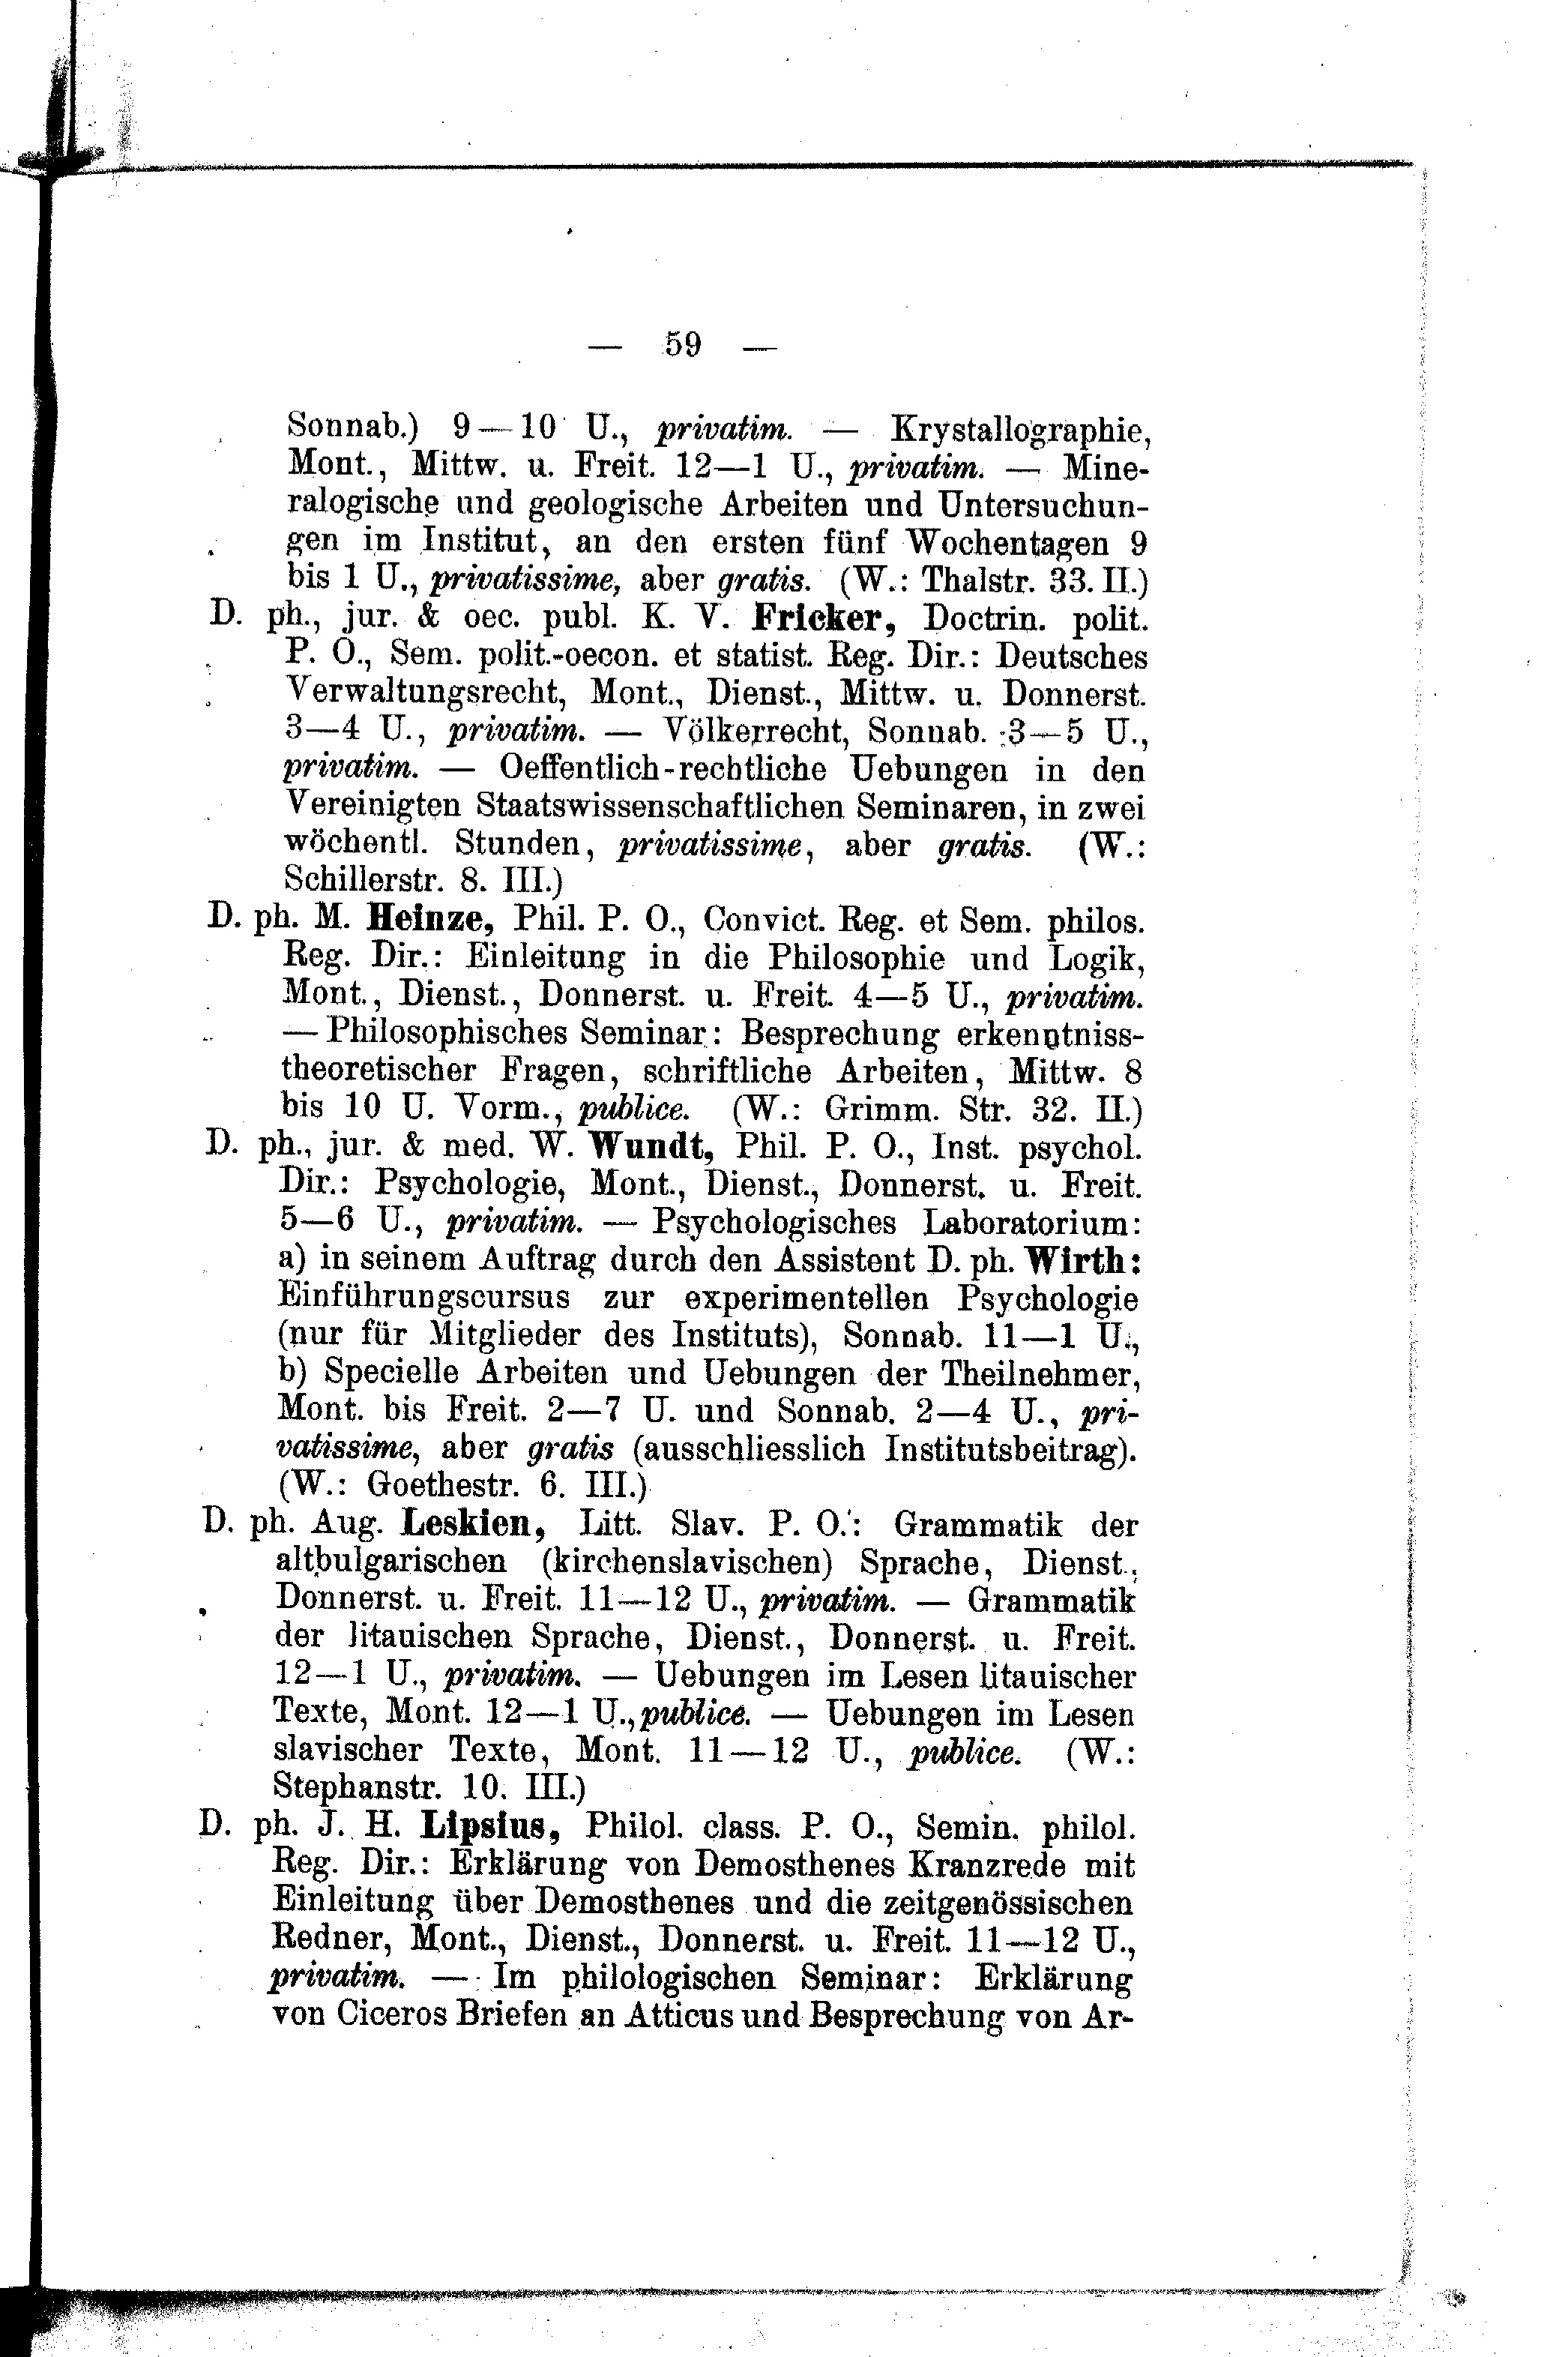 — 59 —
Sonnab.) 9—10 U., privatim. — Krystallographie,
Mont., Mittw. u. Freit. 12—1 U., privatim. — Mine-
ralogische und geologische Arbeiten und Untersuchun-
gen im Institut, an den ersten fünf Wochentagen 9
bis 1 U., privatissime, aber gratis. (W.: Thalstr. 33. II.)
D. ph., jur. & oec. publ. K. V. Fricker, Doctrin. polit.
P. O., Sem. polit.-oecon. et statist. Reg. Dir.: Deutsches
Verwaltungsrecht, Mont., Dienst., Mittw. u. Donnerst.
3—4 U., privatim. — Völkerrecht, Sonnab. 3—5 U.,
privatim. — Oeffentlich-rechtliche Uebungen in den
Vereinigten Staatswissenschaftlichen Seminaren, in zwei
wöchentl. Stunden, privatissime, aber gratis. (W.:
Schillerstr. 8. III.)
D. ph. M. Heinze, Phil. P. O., Convict. Reg. et Sem. philos.
Reg. Dir.: Einleitung in die Philosophie und Logik,
Mont., Dienst., Donnerst. u. Freit. 4—5 U., privatim.
— Philosophisches Seminar: Besprechung erkenntniss-
theoretischer Fragen, schriftliche Arbeiten, Mittw. 8
bis 10 U. Vorm., publice. (W.: Grimm. Str. 32. II.)
D. ph., jur. & med. W. Wundt, Phil. P. O., Inst. psychol.
Dir.: Psychologie, Mont., Dienst., Donnerst. u. Freit.
5—6 U., privatim. — Psychologisches Laboratorium:
a) in seinem Auftrag durch den Assistent D. ph. Wirth:
Einführungscursus zur experimentellen Psychologie
(nur für Mitglieder des Instituts), Sonnab. 11—1 U.,
b) Specielle Arbeiten und Uebungen der Theilnehmer,
Mont. bis Freit. 2—7 U. und Sonnab. 2—4 U., pri-
vatissime, aber gratis (ausschliesslich Institutsbeitrag).
(W.: Goethestr. 6. III.)
D. ph. Aug. Leskien, Litt. Slav. P. O.: Grammatik der
altbulgarischen (kirchenslavischen) Sprache, Dienst.,
Donnerst. u. Freit. 11—12 U., privatim. — Grammatik
der litauischen Sprache, Dienst., Donnerst. u. Freit.
12—1 U., privatim. — Uebungen im Lesen litauischer
Texte, Mont. 12—1 U., publice. — Uebungen im Lesen
slavischer Texte, Mont. 11—12 U., publice. (W.:
Stephanstr. 10. III.)
D. ph. J. H. Lipsius, Philol. class. P. O., Semin. philol.
Reg. Dir.: Erklärung von Demosthenes Kranzrede mit
Einleitung über Demosthenes und die zeitgenössischen
Redner, Mont., Dienst., Donnerst. u. Freit. 11—12 U.,
privatim. — Im philologischen Seminar: Erklärung
von Ciceros Briefen an Atticus und Besprechung von Ar-